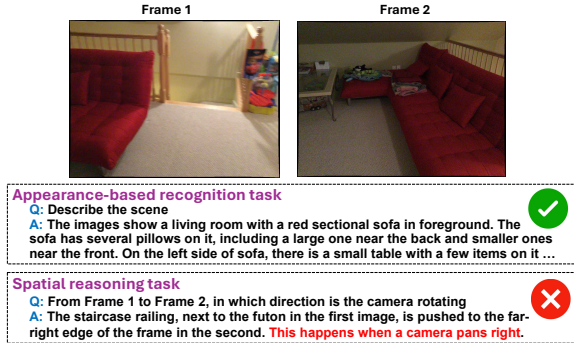 Frame 1
Frame 2
Appearance-based recognition task
Q: Describe the scene
A: The images show a living room with a red sectional sofa in foreground. The
sofa has several pillows on it, including a large one near the back and smaller ones
near the front. On the left side of sofa, there is a small table with a few items on it ...
Spatial reasoning task
Q: From Frame 1 to Frame 2, in which direction is the camera rotating
A: The staircase railing, next to the futon in the first image, is pushed to the far-
right edge of the frame in the second. This happens when a camera pans right.